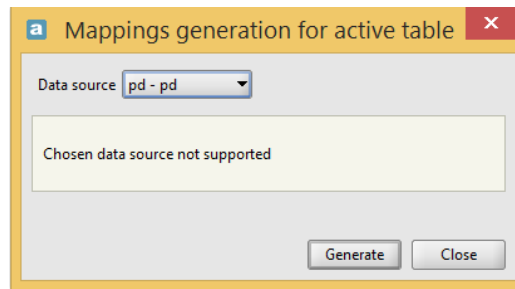 a Mappings generation for active table x
Data source pd - pd
Chosen data source not supported
Generate Close